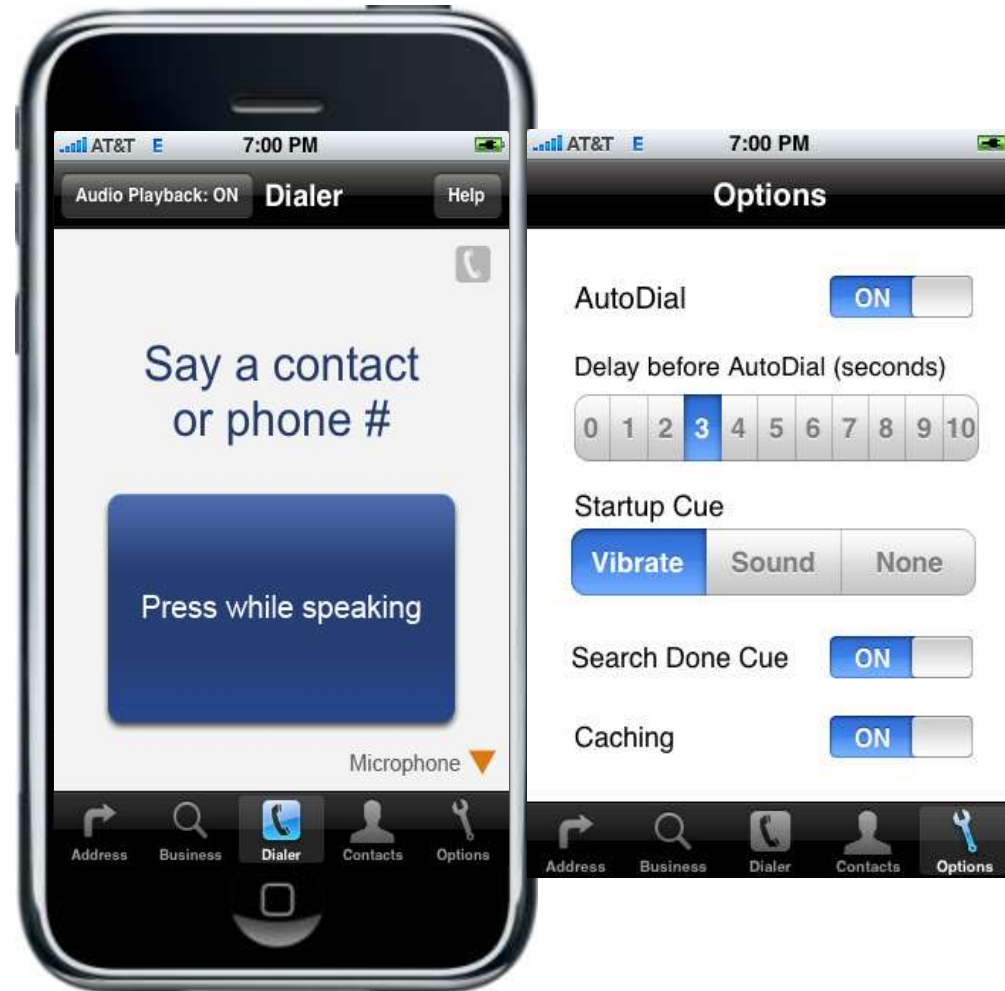 AT&T E 7:00 PM
Audio Playback: ON Dialer Help
Say a contact
or phone #
Press while speaking
Microphone
Address Business Dialer Contacts Options
AT&T E 7:00 PM
Options
AutoDial ON
Delay before AutoDial (seconds)
0 1 2 3 4 5 6 7 8 9 10
Startup Cue
Vibrate Sound None
Search Done Cue ON
Caching ON
Address Business Dialer Contacts Options